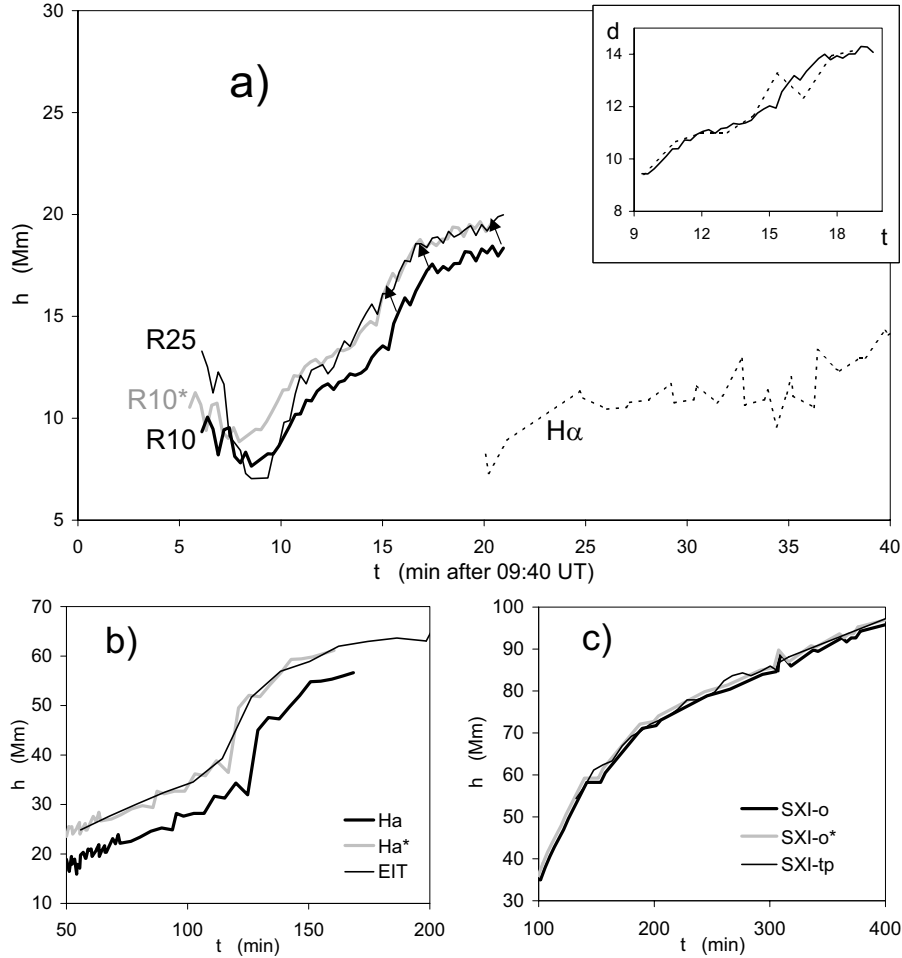 a)
30
25
20
15
10
5
h (Mm)
R25
R10*
R10
Hα
0 5 10 15 20 25 30 35 40
t (min after 09:40 UT)
d
14
12
10
8
9 12 15 18 t
b)
70
60
50
40
30
20
10
h (Mm)
Ha
Ha*
EIT
50 100 150 200
t (min)
c)
100
90
80
70
60
50
40
30
h (Mm)
SXI-o
SXI-o*
SXI-tp
100 200 300 400
t (min)